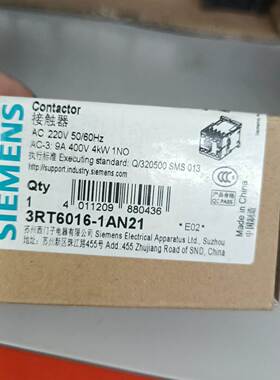 SIEMENS
Contactor
接触器
AC 220V 50/60Hz
AC-3: 9A 400V 4kW 1NO
执行标准 Executing standard: Q/320500 SMS 013
http://support.industry.siemens.com
Qty
1
4 011209 880436
3RT6016-1AN21
*E02*
苏州西门子电器有限公司 Siemens Electrical Apparatus Ltd., Suzhou
地址:苏州新区珠江路455号 Add.:455 Zhujiang Road of SND, China
QC PASS
Made in China
中国制造